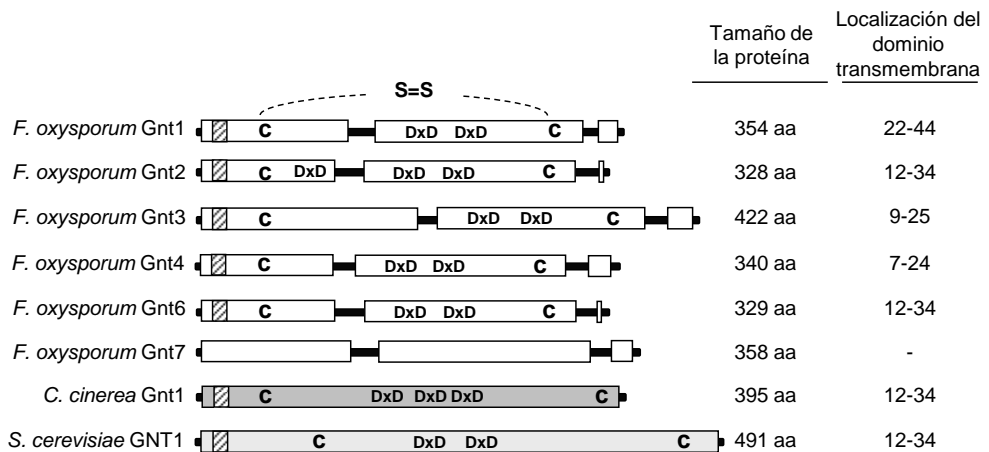 Tamaño de la proteína
Localización del dominio transmembrana
S=S
F. oxysporum Gnt1 C DxD DxD C 354 aa 22-44
F. oxysporum Gnt2 C DxD DxD DxD C 328 aa 12-34
F. oxysporum Gnt3 C DxD DxD C 422 aa 9-25
F. oxysporum Gnt4 C DxD DxD C 340 aa 7-24
F. oxysporum Gnt6 C DxD DxD C 329 aa 12-34
F. oxysporum Gnt7 358 aa -
C. cinerea Gnt1 C DxD DxD DxD C 395 aa 12-34
S. cerevisiae GNT1 C DxD DxD C 491 aa 12-34